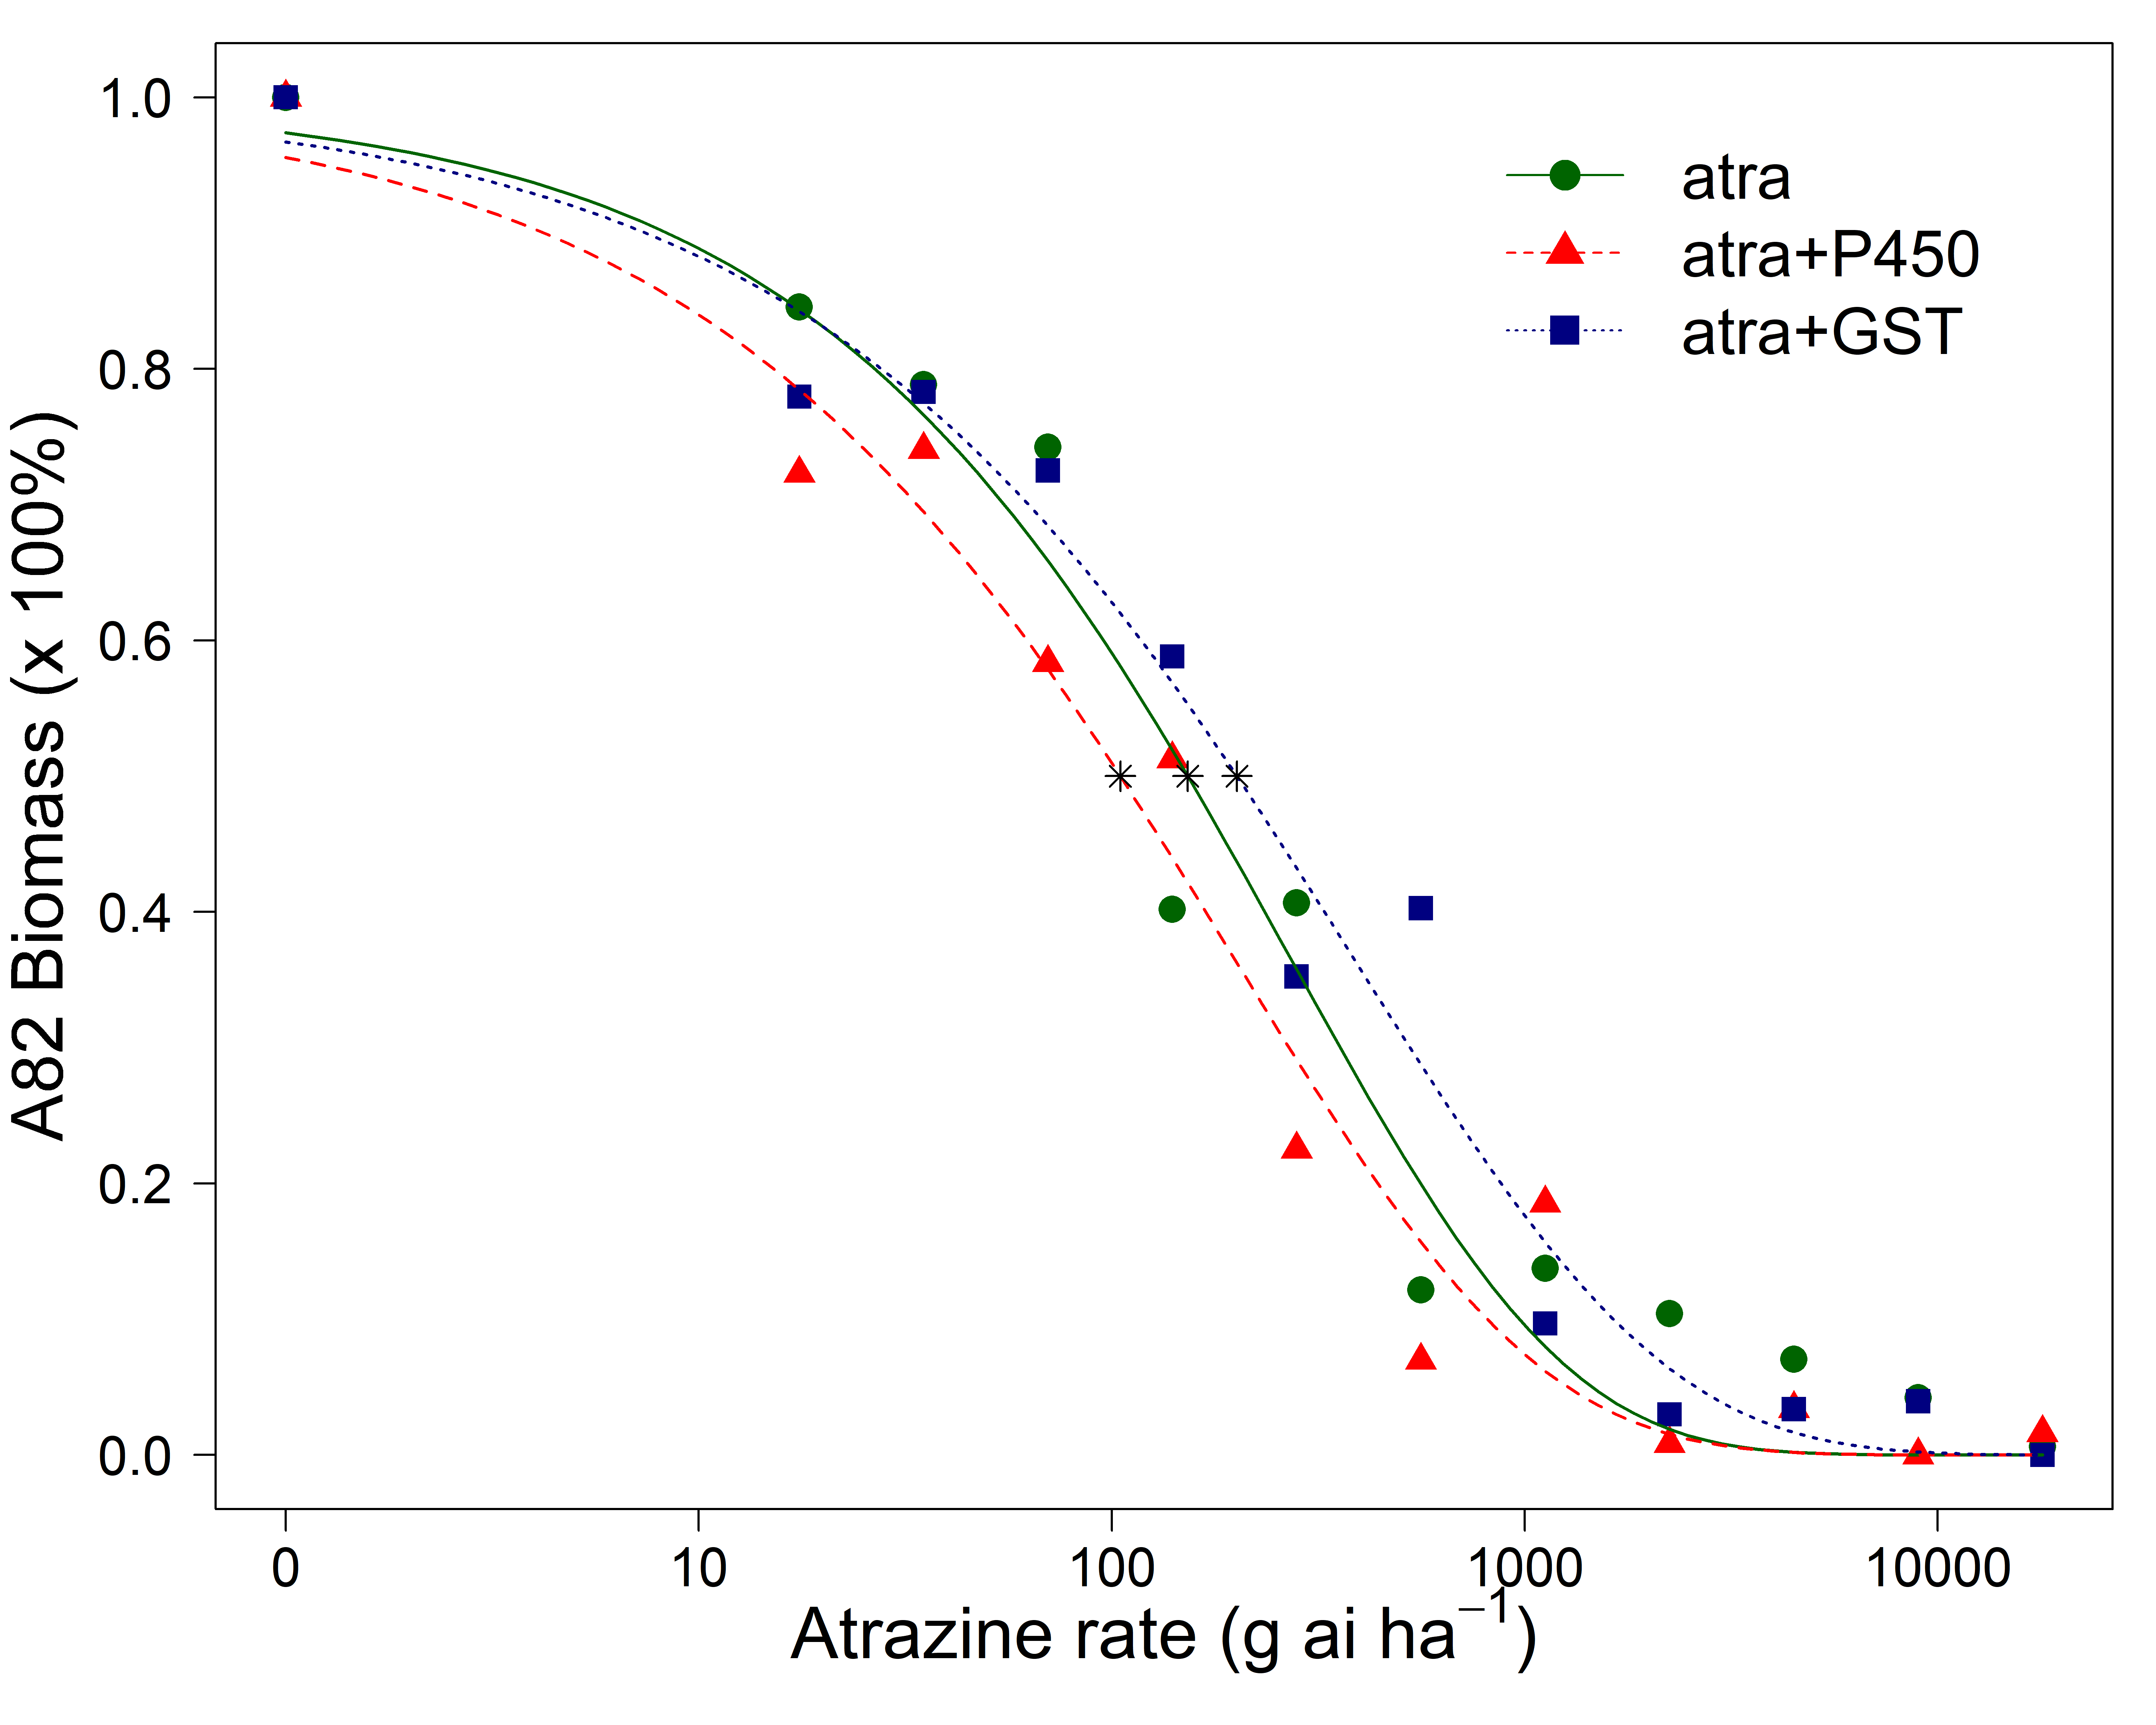 atra
atra+P450
atra+GST
A82 Biomass (x 100%)
1.0
0.8
0.6
0.4
0.2
0.0
0 10 100 1000 10000
Atrazine rate (g ai ha⁻¹)